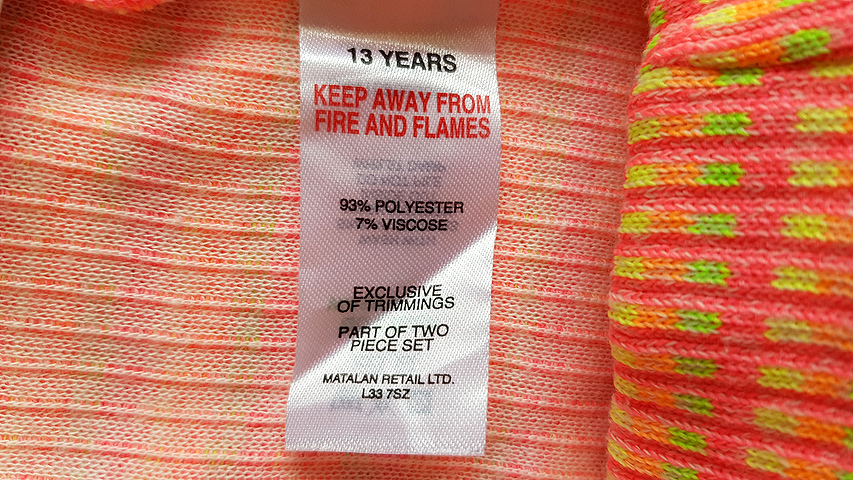 13 YEARS
KEEP AWAY FROM
FIRE AND FLAMES
93% POLYESTER
7% VISCOSE
EXCLUSIVE
OF TRIMMINGS
PART OF TWO
PIECE SET
MATALAN RETAIL LTD.
L33 7SZ